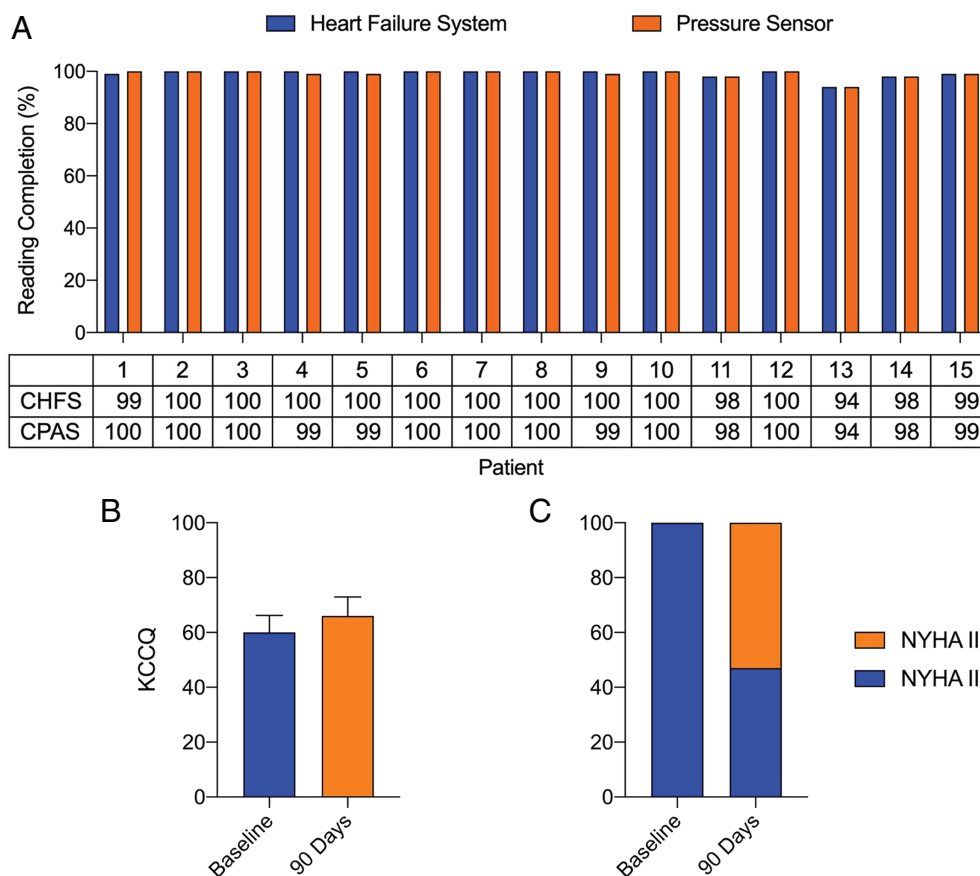 A
Heart Failure System Pressure Sensor
Reading Completion (%)
100
80
60
40
20
0
1 2 3 4 5 6 7 8 9 10 11 12 13 14 15
CHFS 99 100 100 100 100 100 100 100 100 100 98 100 94 98 99
CPAS 100 100 100 99 99 100 100 100 99 100 98 100 94 98 99
Patient
B
KCCQ
100
80
60
40
20
0
Baseline 90 Days
C
100
80
60
40
20
0
Baseline 90 Days
NYHA II
NYHA II